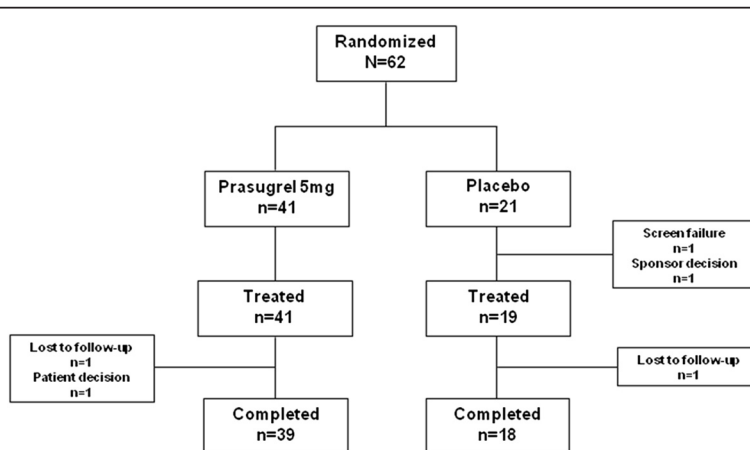 Randomized
N=62
Prasugrel 5mg
n=41
Placebo
n=21
Screen failure
n=1
Sponsor decision
n=1
Treated
n=41
Treated
n=19
Lost to follow-up
n=1
Patient decision
n=1
Lost to follow-up
n=1
Completed
n=39
Completed
n=18